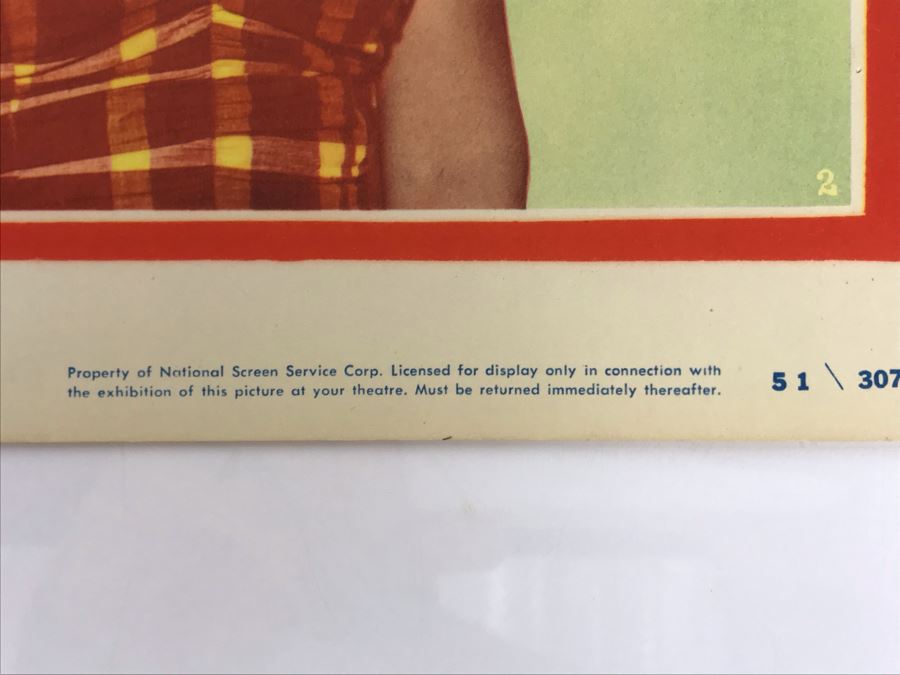 2
Property of National Screen Service Corp. Licensed for display only in connection with
the exhibition of this picture at your theatre. Must be returned immediately thereafter.
51 \ 307